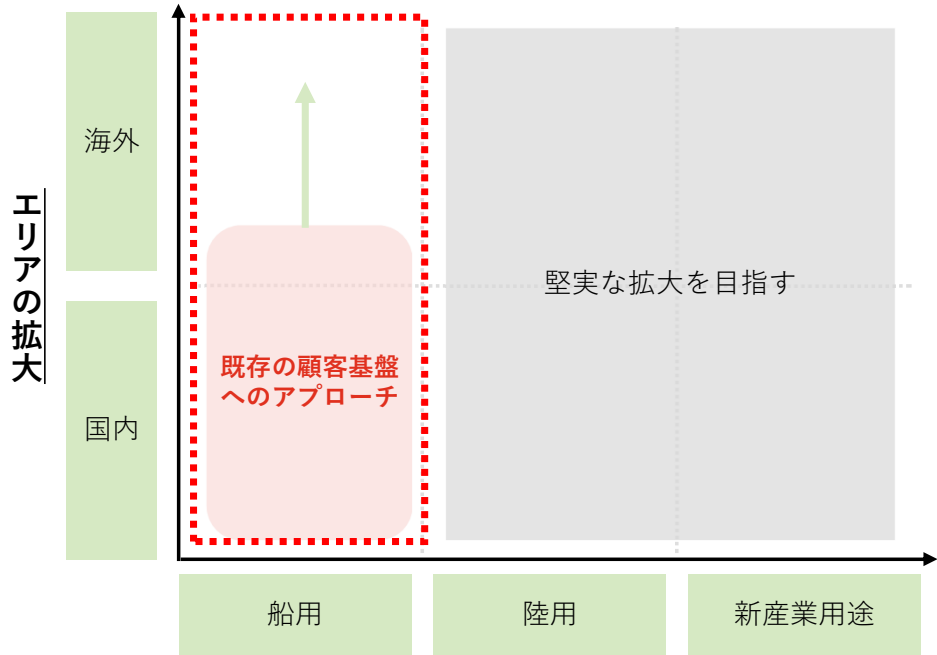 エリアの拡大
海外
国内
既存の顧客基盤
へのアプローチ
堅実な拡大を目指す
船用
陸用
新産業用途